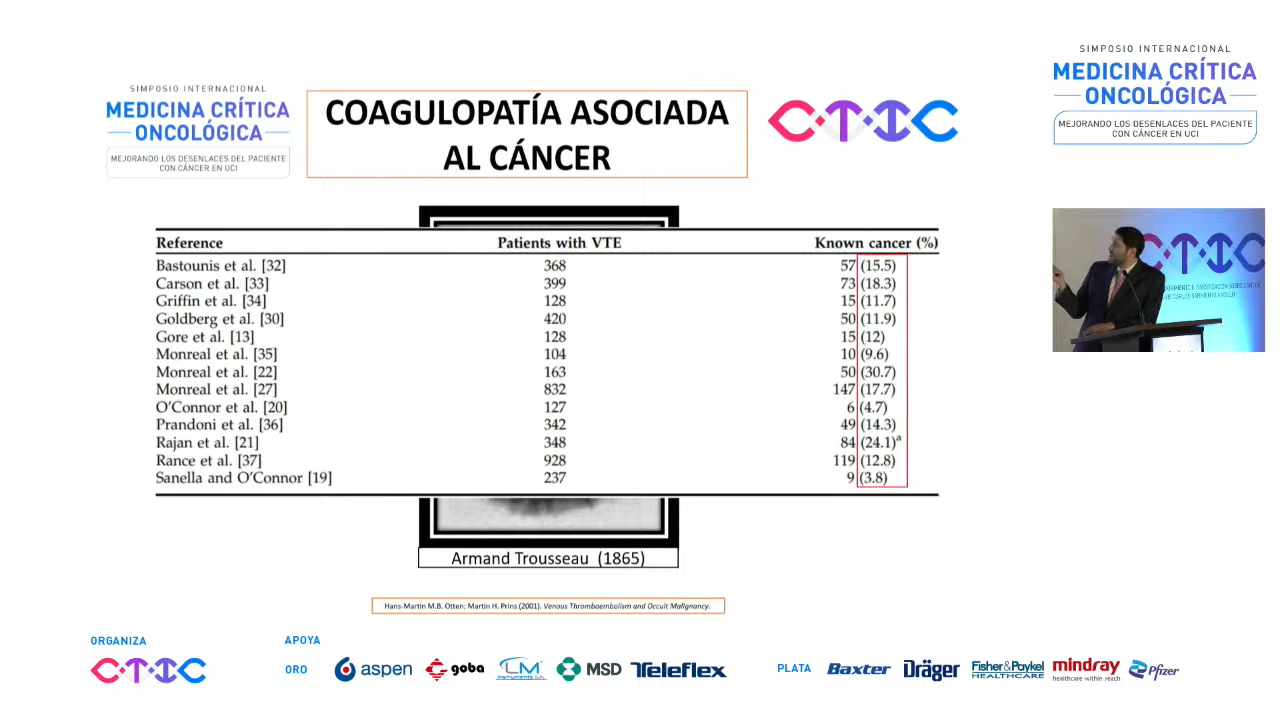 SIMPOSIO INTERNACIONAL
MEDICINA CRÍTICA
ONCOLÓGICA
MEJORANDO LOS DESENLACES DEL PACIENTE
CON CÁNCER EN UCI
COAGULOPATÍA ASOCIADA
AL CÁNCER
CTIC
SIMPOSIO INTERNACIONAL
MEDICINA CRÍTICA
ONCOLÓGICA
MEJORANDO LOS DESENLACES DEL PACIENTE
CON CÁNCER EN UCI
Reference Patients with VTE Known cancer (%)
Bastounis et al. [32] 368 57 (15.5)
Carson et al. [33] 399 73 (18.3)
Griffin et al. [34] 128 15 (11.7)
Goldberg et al. [30] 420 50 (11.9)
Gore et al. [13] 128 15 (12)
Monreal et al. [35] 104 10 (9.6)
Monreal et al. [22] 163 50 (30.7)
Monreal et al. [27] 832 147 (17.7)
O'Connor et al. [20] 127 6 (4.7)
Prandoni et al. [36] 342 49 (14.3)
Rajan et al. [21] 348 84 (24.1)a
Rance et al. [37] 928 119 (12.8)
Sanella and O'Connor [19] 237 9 (3.8)
CTIC
Armand Trousseau (1865)
Hans-Martin M.B. Otten; Martin H. Prins (2001). Venous Thromboembolism and Occult Malignancy.
ORGANIZA
CTIC
APOYA
ORO
aspen
goba
LM
Instruments S.A.
MSD
Teleflex
PLATA
Baxter
Dräger
Fisher & Paykel
HEALTHCARE
mindray
healthcare within reach
Pfizer